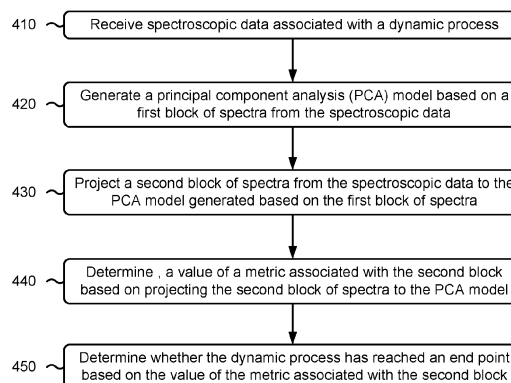 410
Receive spectroscopic data associated with a dynamic process
420
Generate a principal component analysis (PCA) model based on a
first block of spectra from the spectroscopic data
430
Project a second block of spectra from the spectroscopic data to the
PCA model generated based on the first block of spectra
440
Determine , a value of a metric associated with the second block
based on projecting the second block of spectra to the PCA model
450
Determine whether the dynamic process has reached an end point
based on the value of the metric associated with the second block